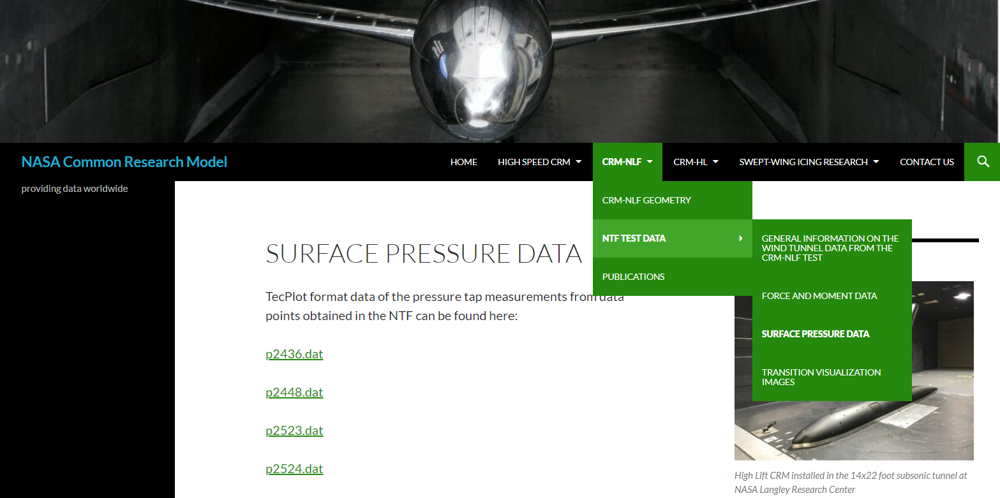 NASA Common Research Model
HOME
HIGH SPEED CRM
CRM-NLF
CRM-HL
SWEPT-WING ICING RESEARCH
CONTACT US
providing data worldwide
CRM-NLF GEOMETRY
NTF TEST DATA
PUBLICATIONS
GENERAL INFORMATION ON THE
WIND TUNNEL DATA FROM THE
CRM-NLF TEST
FORCE AND MOMENT DATA
SURFACE PRESSURE DATA
TRANSITION VISUALIZATION
IMAGES
SURFACE PRESSURE DATA
TecPlot format data of the pressure tap measurements from data
points obtained in the NTF can be found here:
p2436.dat
p2448.dat
p2523.dat
p2524.dat
High Lift CRM installed in the 14x22 foot subsonic tunnel at
NASA Langley Research Center